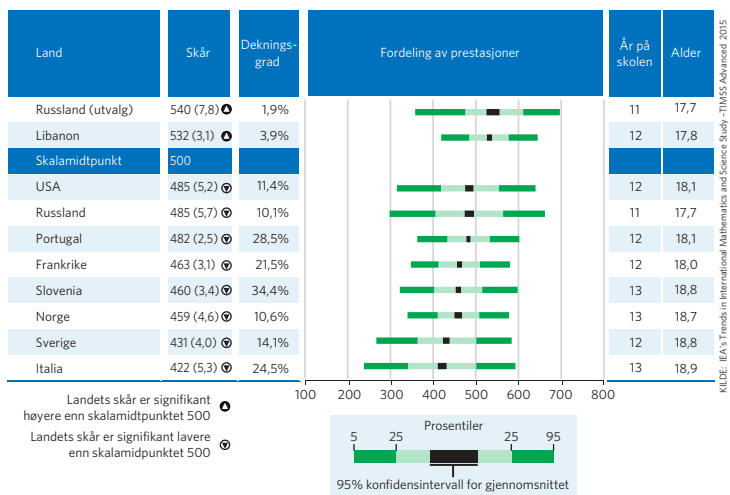 Land Skår Deknings-grad Fordeling av prestasjoner År på skolen Alder
Russland (utvalg) 540 (7,8) 1,9% 11 17,7
Libanon 532 (3,1) 3,9% 12 17,8
Skalamidtpunkt 500
USA 485 (5,2) 11,4% 12 18,1
Russland 485 (5,7) 10,1% 11 17,7
Portugal 482 (2,5) 28,5% 12 18,1
Frankrike 463 (3,1) 21,5% 12 18,0
Slovenia 460 (3,4) 34,4% 13 18,8
Norge 459 (4,6) 10,6% 13 18,7
Sverige 431 (4,0) 14,1% 12 18,8
Italia 422 (5,3) 24,5% 13 18,9
100 200 300 400 500 600 700 800
Landets skår er signifikant
høyere enn skalamidtpunktet 500
Landets skår er signifikant lavere
enn skalamidtpunktet 500
Prosentiler
5 25 25 95
95% konfidensintervall for gjennomsnittet
KILDE: IEA's Trends in International Mathematics and Science Study –TIMSS Advanced 2015